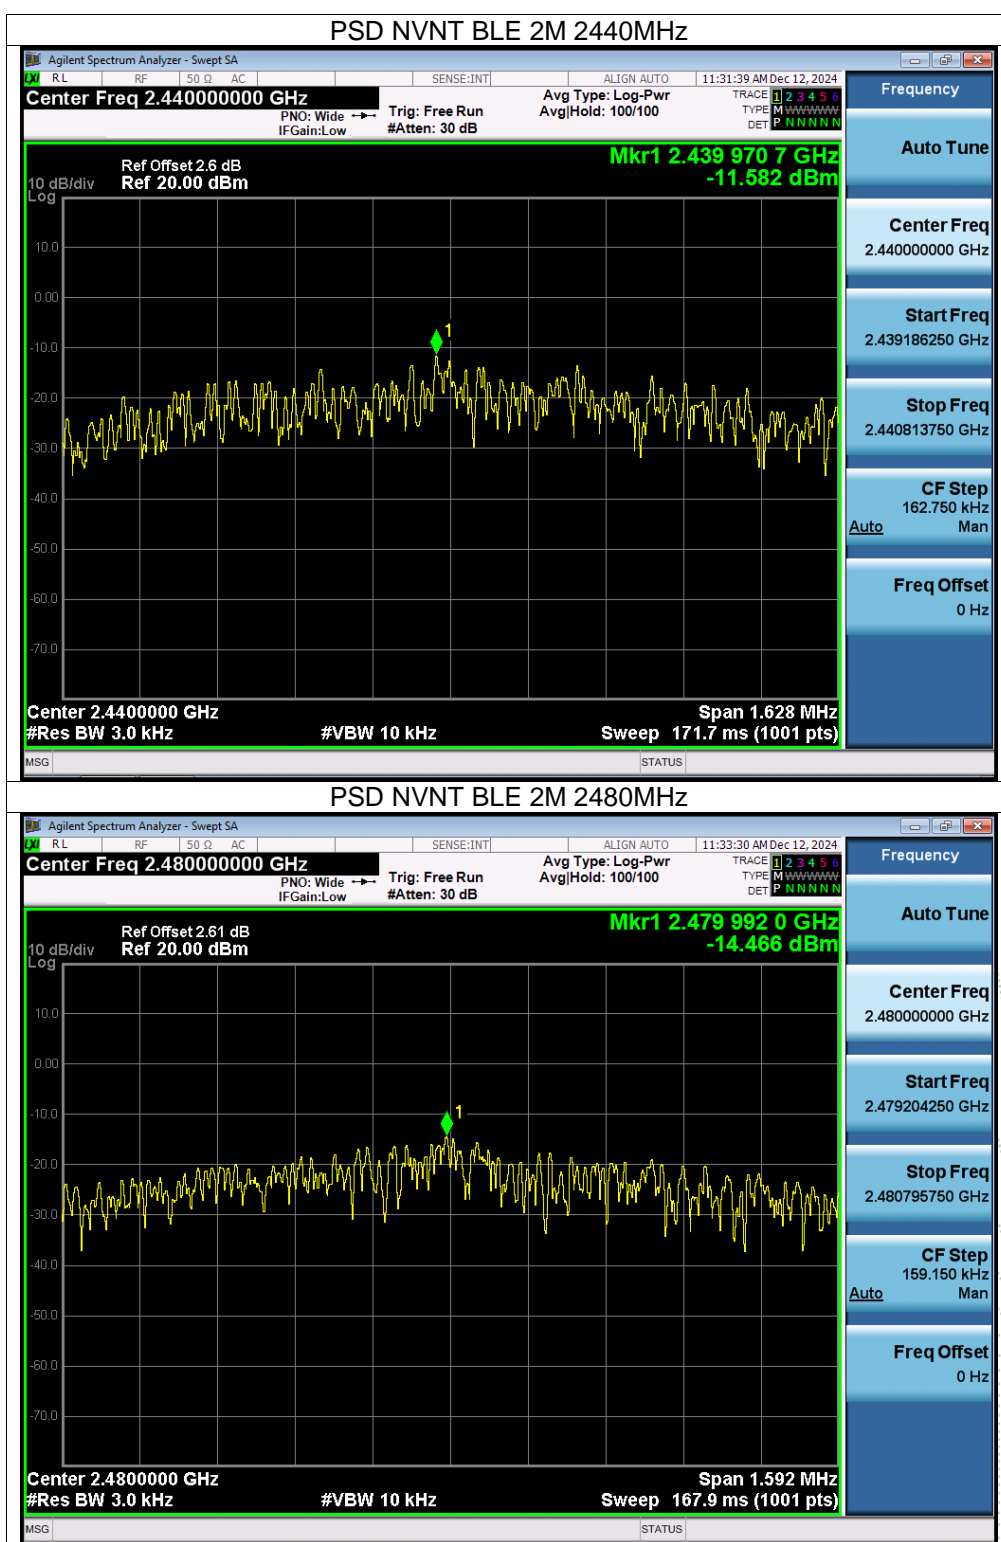 PSD NVNT BLE 2M 2440MHz
Agilent Spectrum Analyzer - Swept SA
LXI RL RF 50 Ω AC SENSE:INT ALIGN AUTO 11:31:39 AM Dec 12, 2024
Center Freq 2.440000000 GHz
PNO: Wide
IFGain:Low
Trig: Free Run
#Atten: 30 dB
Avg Type: Log-Pwr
Avg|Hold: 100/100
TRACE 1 2 3 4 5 6
TYPE M W W W W W
DET P N N N N N
Frequency
Mkr1 2.439 970 7 GHz
-11.582 dBm
Ref Offset 2.6 dB
Ref 20.00 dBm
10 dB/div
Log
10.0
0.00
-10.0
-20.0
-30.0
-40.0
-50.0
-60.0
-70.0
1
Center 2.4400000 GHz
Span 1.628 MHz
#Res BW 3.0 kHz
#VBW 10 kHz
Sweep 171.7 ms (1001 pts)
MSG
STATUS
Auto Tune
Center Freq
2.440000000 GHz
Start Freq
2.439186250 GHz
Stop Freq
2.440813750 GHz
CF Step
162.750 kHz
Auto Man
Freq Offset
0 Hz
PSD NVNT BLE 2M 2480MHz
Agilent Spectrum Analyzer - Swept SA
LXI RL RF 50 Ω AC SENSE:INT ALIGN AUTO 11:33:30 AM Dec 12, 2024
Center Freq 2.480000000 GHz
PNO: Wide
IFGain:Low
Trig: Free Run
#Atten: 30 dB
Avg Type: Log-Pwr
Avg|Hold: 100/100
TRACE 1 2 3 4 5 6
TYPE M W W W W W
DET P N N N N N
Frequency
Mkr1 2.479 992 0 GHz
-14.466 dBm
Ref Offset 2.61 dB
Ref 20.00 dBm
10 dB/div
Log
10.0
0.00
-10.0
-20.0
-30.0
-40.0
-50.0
-60.0
-70.0
1
Center 2.4800000 GHz
Span 1.592 MHz
#Res BW 3.0 kHz
#VBW 10 kHz
Sweep 167.9 ms (1001 pts)
MSG
STATUS
Auto Tune
Center Freq
2.480000000 GHz
Start Freq
2.479204250 GHz
Stop Freq
2.480795750 GHz
CF Step
159.150 kHz
Auto Man
Freq Offset
0 Hz